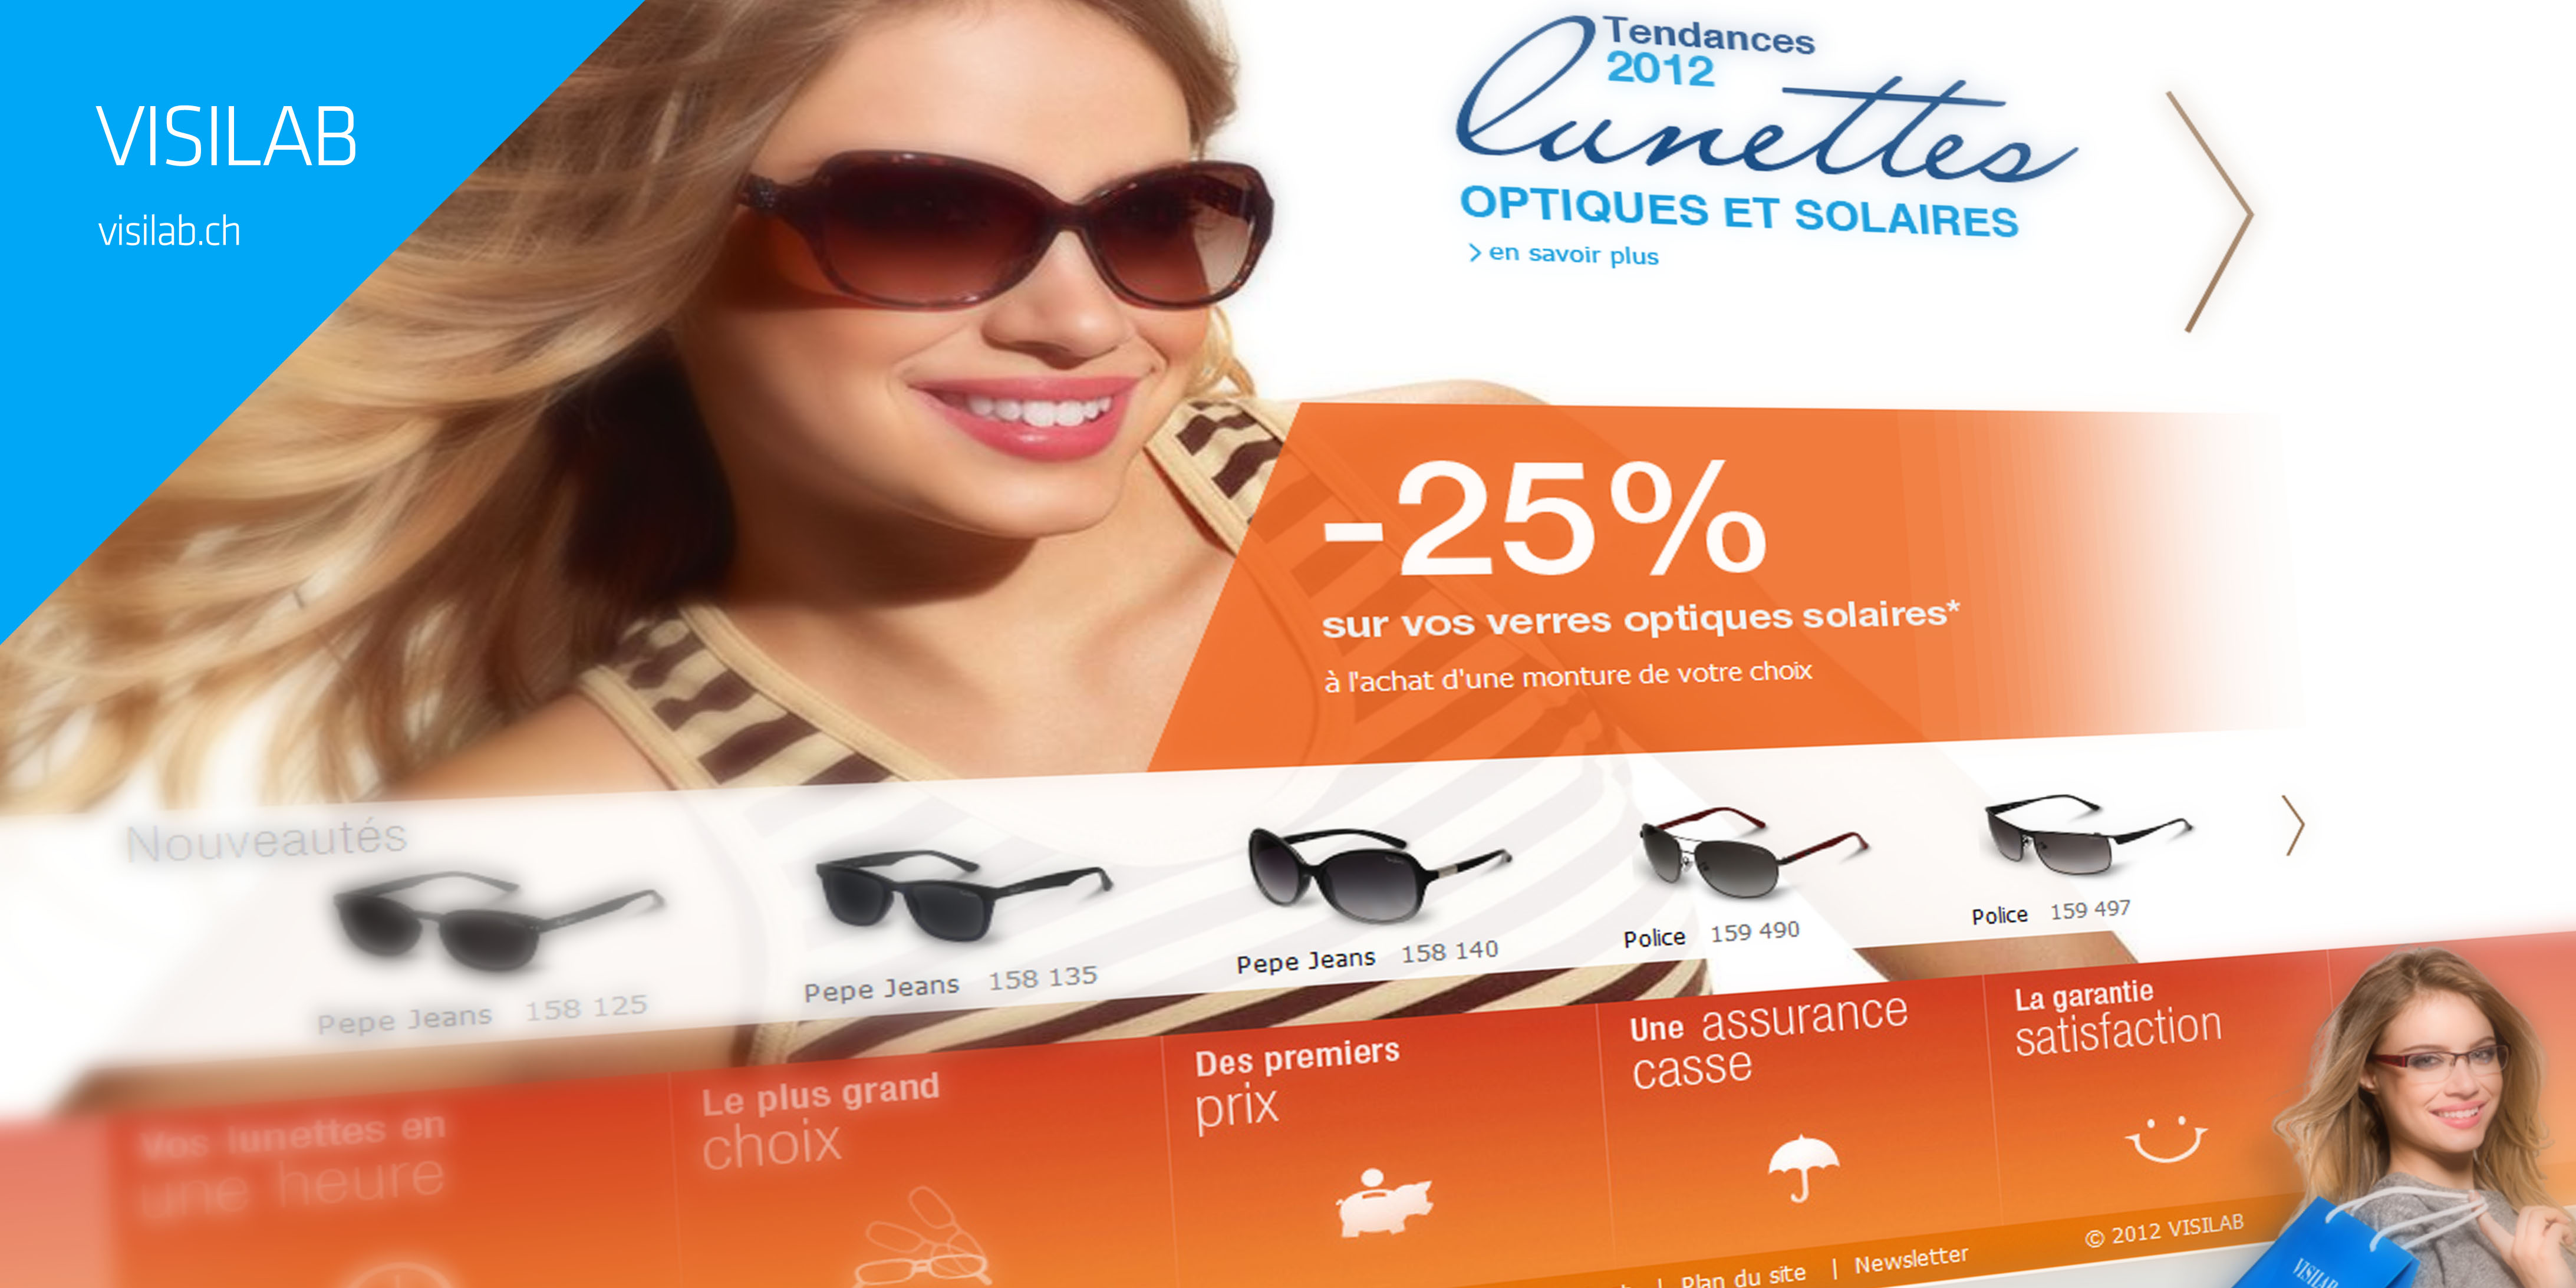 VISILAB
visilab.ch
Tendances
2012
lunettes
OPTIQUES ET SOLAIRES
> en savoir plus
-25%
sur vos verres optiques solaires*
à l'achat d'une monture de votre choix
Nouveautés
Pepe Jeans 158 125
Pepe Jeans 158 135
Pepe Jeans 158 140
Police 159 490
Police 159 497
Vos lunettes en
une heure
Le plus grand
choix
Des premiers
prix
Une assurance
casse
La garantie
satisfaction
| Plan du site | Newsletter
© 2012 VISILAB
VISILAB